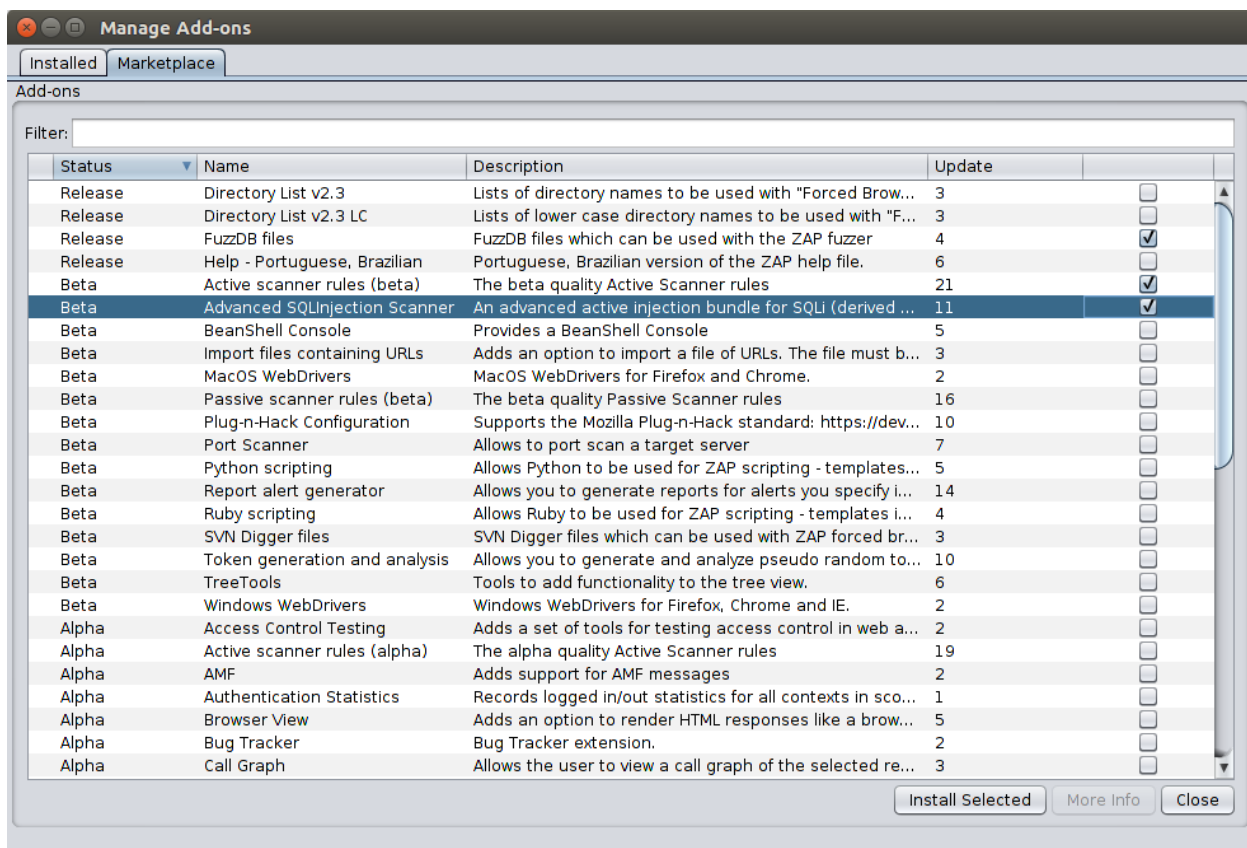 Manage Add-ons
Installed Marketplace
Add-ons
Filter:
Status Name Description Update
Release Directory List v2.3 Lists of directory names to be used with "Forced Brow... 3
Release Directory List v2.3 LC Lists of lower case directory names to be used with "F... 3
Release FuzzDB files FuzzDB files which can be used with the ZAP fuzzer 4
Release Help - Portuguese, Brazilian Portuguese, Brazilian version of the ZAP help file. 6
Beta Active scanner rules (beta) The beta quality Active Scanner rules 21
Beta Advanced SQLInjection Scanner An advanced active injection bundle for SQLi (derived ... 11
Beta BeanShell Console Provides a BeanShell Console 5
Beta Import files containing URLs Adds an option to import a file of URLs. The file must b... 3
Beta MacOS WebDrivers MacOS WebDrivers for Firefox and Chrome. 2
Beta Passive scanner rules (beta) The beta quality Passive Scanner rules 16
Beta Plug-n-Hack Configuration Supports the Mozilla Plug-n-Hack standard: https://dev... 10
Beta Port Scanner Allows to port scan a target server 7
Beta Python scripting Allows Python to be used for ZAP scripting - templates... 5
Beta Report alert generator Allows you to generate reports for alerts you specify i... 14
Beta Ruby scripting Allows Ruby to be used for ZAP scripting - templates i... 4
Beta SVN Digger files SVN Digger files which can be used with ZAP forced br... 3
Beta Token generation and analysis Allows you to generate and analyze pseudo random to... 10
Beta TreeTools Tools to add functionality to the tree view. 6
Beta Windows WebDrivers Windows WebDrivers for Firefox, Chrome and IE. 2
Alpha Access Control Testing Adds a set of tools for testing access control in web a... 2
Alpha Active scanner rules (alpha) The alpha quality Active Scanner rules 19
Alpha AMF Adds support for AMF messages 2
Alpha Authentication Statistics Records logged in/out statistics for all contexts in sco... 1
Alpha Browser View Adds an option to render HTML responses like a brow... 5
Alpha Bug Tracker Bug Tracker extension. 2
Alpha Call Graph Allows the user to view a call graph of the selected re... 3
Install Selected More Info Close